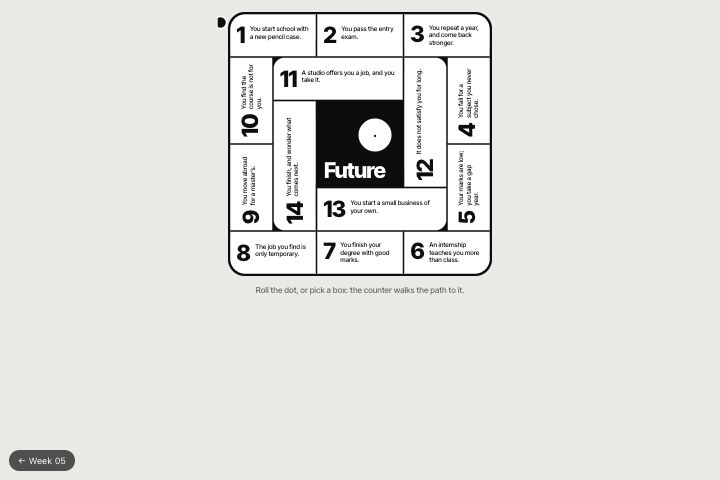 1 You start school with
a new pencil case.
2 You pass the entry
exam.
3 You repeat a year,
and come back
stronger.
4 You fall for a
subject you never
chose.
5 Your marks are low;
you take a gap
year.
6 An internship
teaches you more
than class.
7 You finish your
degree with good
marks.
8 The job you find is
only temporary.
9 You move abroad
for a master's.
10 You find the
course is not for
you.
11 A studio offers you a job, and you
take it.
12 It does not satisfy you for long.
13 You start a small business of
your own.
14 You finish, and wonder what
comes next.
Future
Roll the dot, or pick a box: the counter walks the path to it.
← Week 05